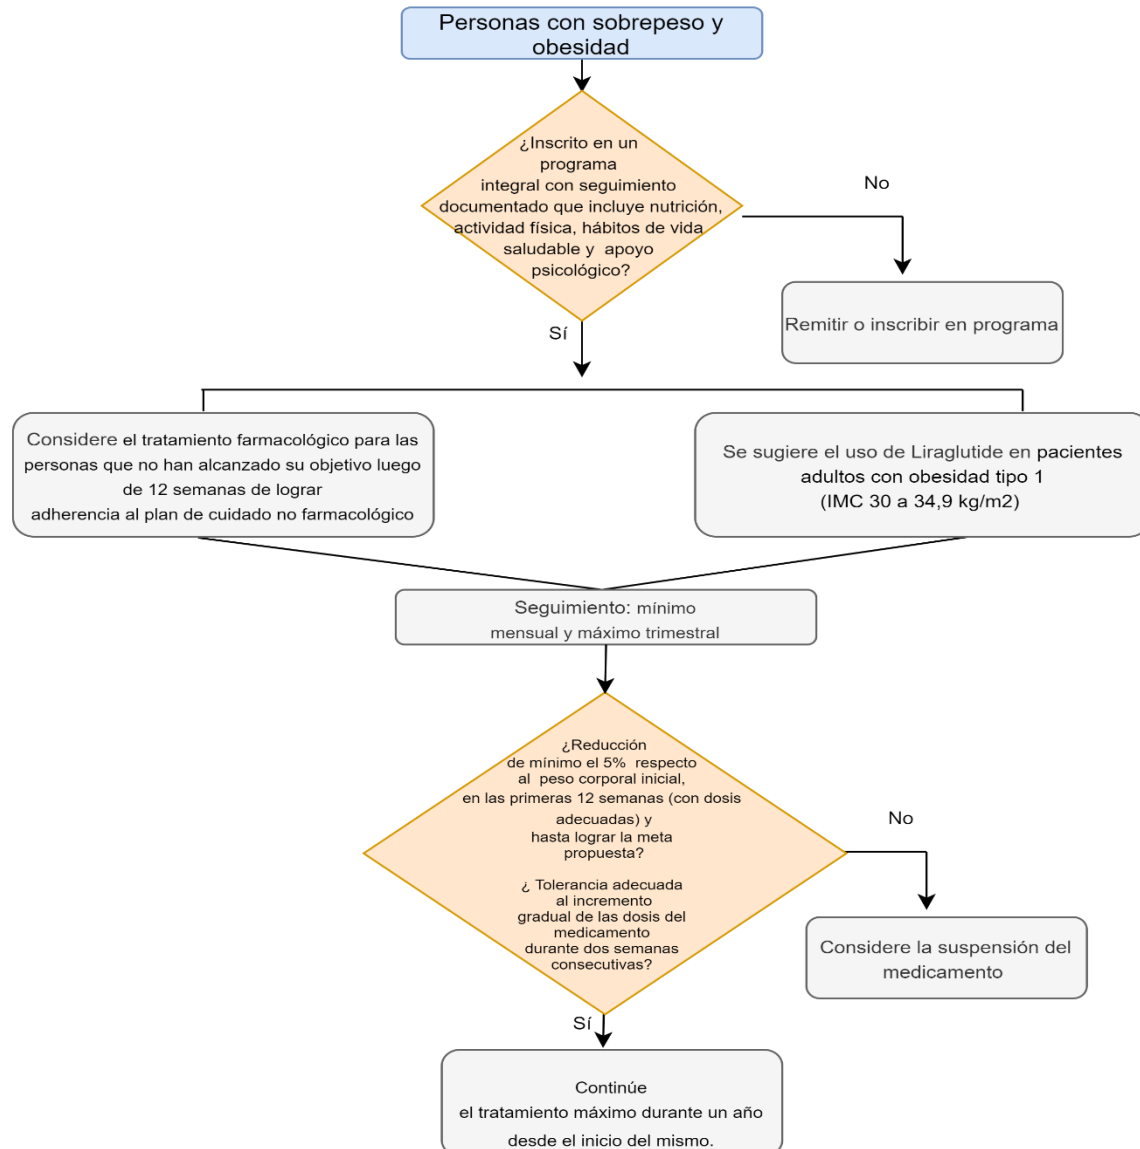 Personas con sobrepeso y
obesidad
¿Inscrito en un
programa
integral con seguimiento
documentado que incluye nutrición,
actividad física, hábitos de vida
saludable y apoyo
psicológico?
No
Remitir o inscribir en programa
Sí
Considere el tratamiento farmacológico para las
personas que no han alcanzado su objetivo luego
de 12 semanas de lograr
adherencia al plan de cuidado no farmacológico
Se sugiere el uso de Liraglutide en pacientes
adultos con obesidad tipo 1
(IMC 30 a 34,9 kg/m2)
Seguimiento: mínimo
mensual y máximo trimestral
¿Reducción
de mínimo el 5% respecto
al peso corporal inicial,
en las primeras 12 semanas (con dosis
adecuadas) y
hasta lograr la meta
propuesta?
¿ Tolerancia adecuada
al incremento
gradual de las dosis del
medicamento
durante dos semanas
consecutivas?
No
Considere la suspensión del
medicamento
Sí
Continúe
el tratamiento máximo durante un año
desde el inicio del mismo.